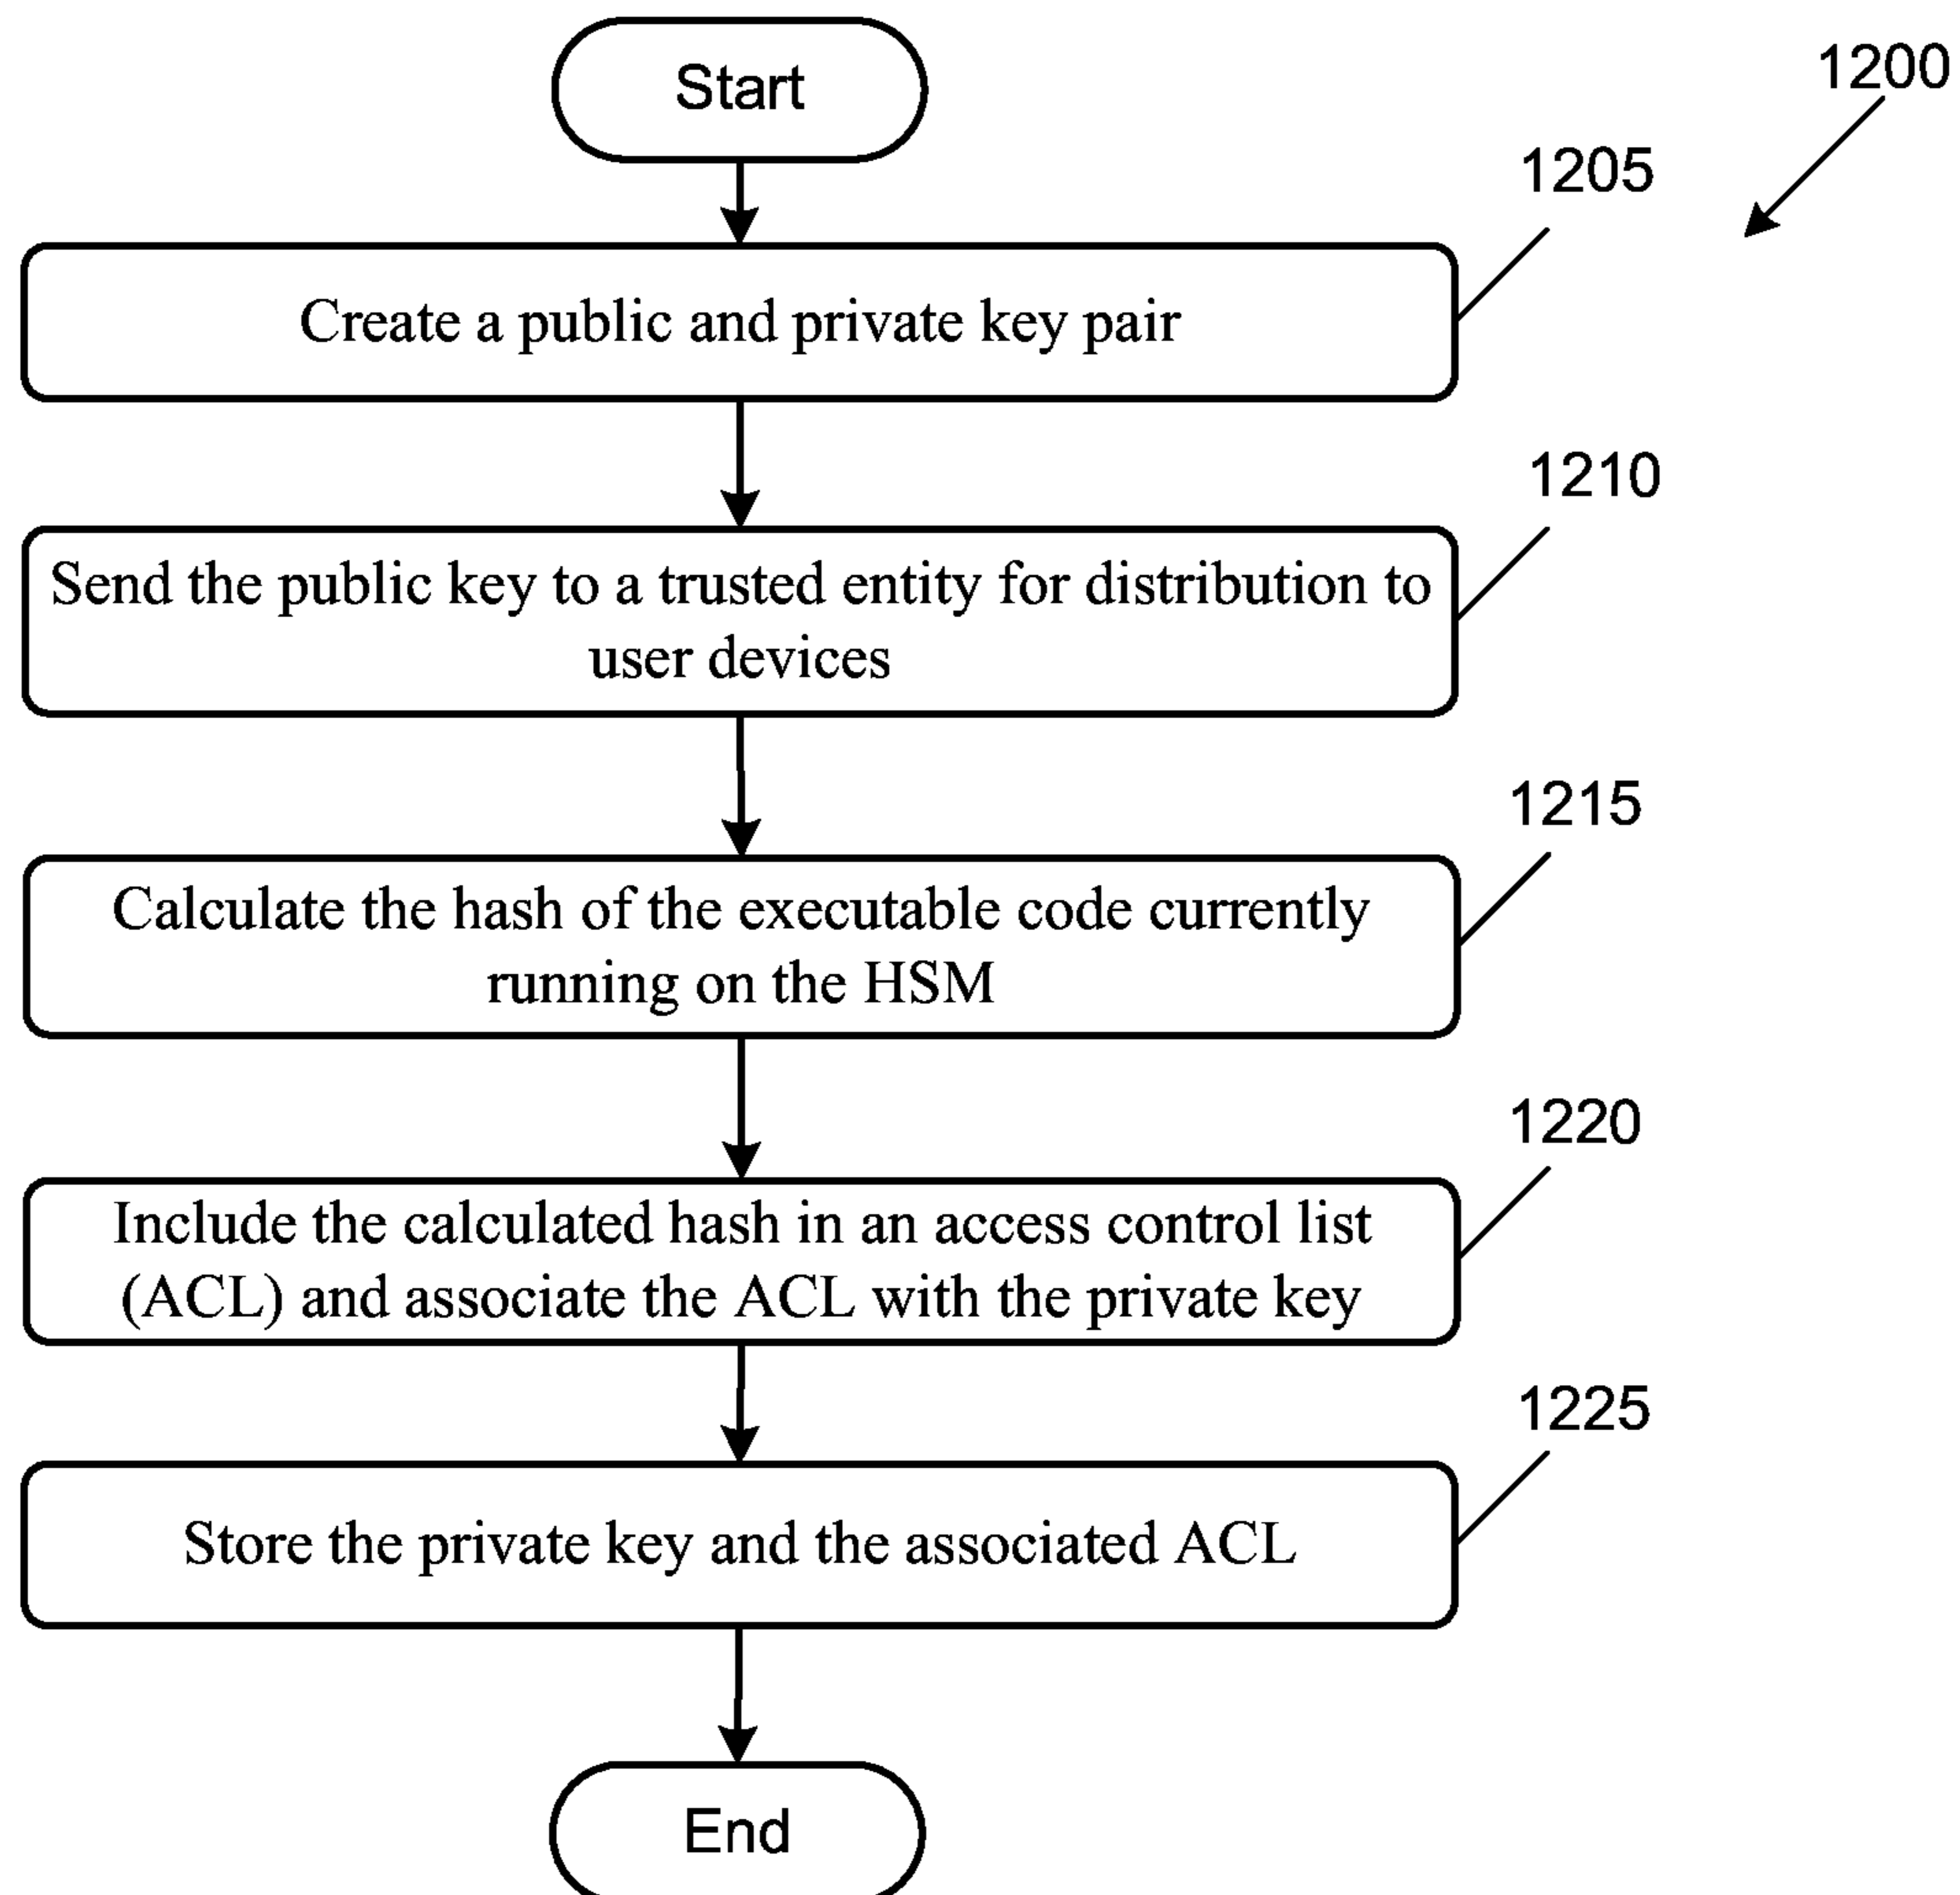 Start
1200
1205
Create a public and private key pair
1210
Send the public key to a trusted entity for distribution to
user devices
1215
Calculate the hash of the executable code currently
running on the HSM
1220
Include the calculated hash in an access control list
(ACL) and associate the ACL with the private key
1225
Store the private key and the associated ACL
End